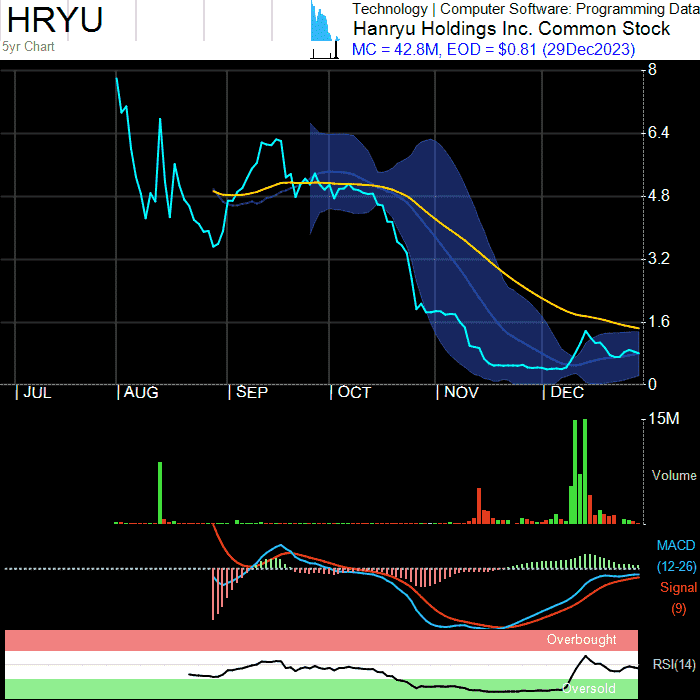 HRYU
Technology | Computer Software: Programming Data
Hanryu Holdings Inc. Common Stock
5yr Chart
MC = 42.8M, EOD = $0.81 (29Dec2023)
8
6.4
4.8
3.2
1.6
0
JUL AUG SEP OCT NOV DEC
15M
Volume
MACD
(12-26)
Signal
(9)
Overbought
RSI(14)
Oversold